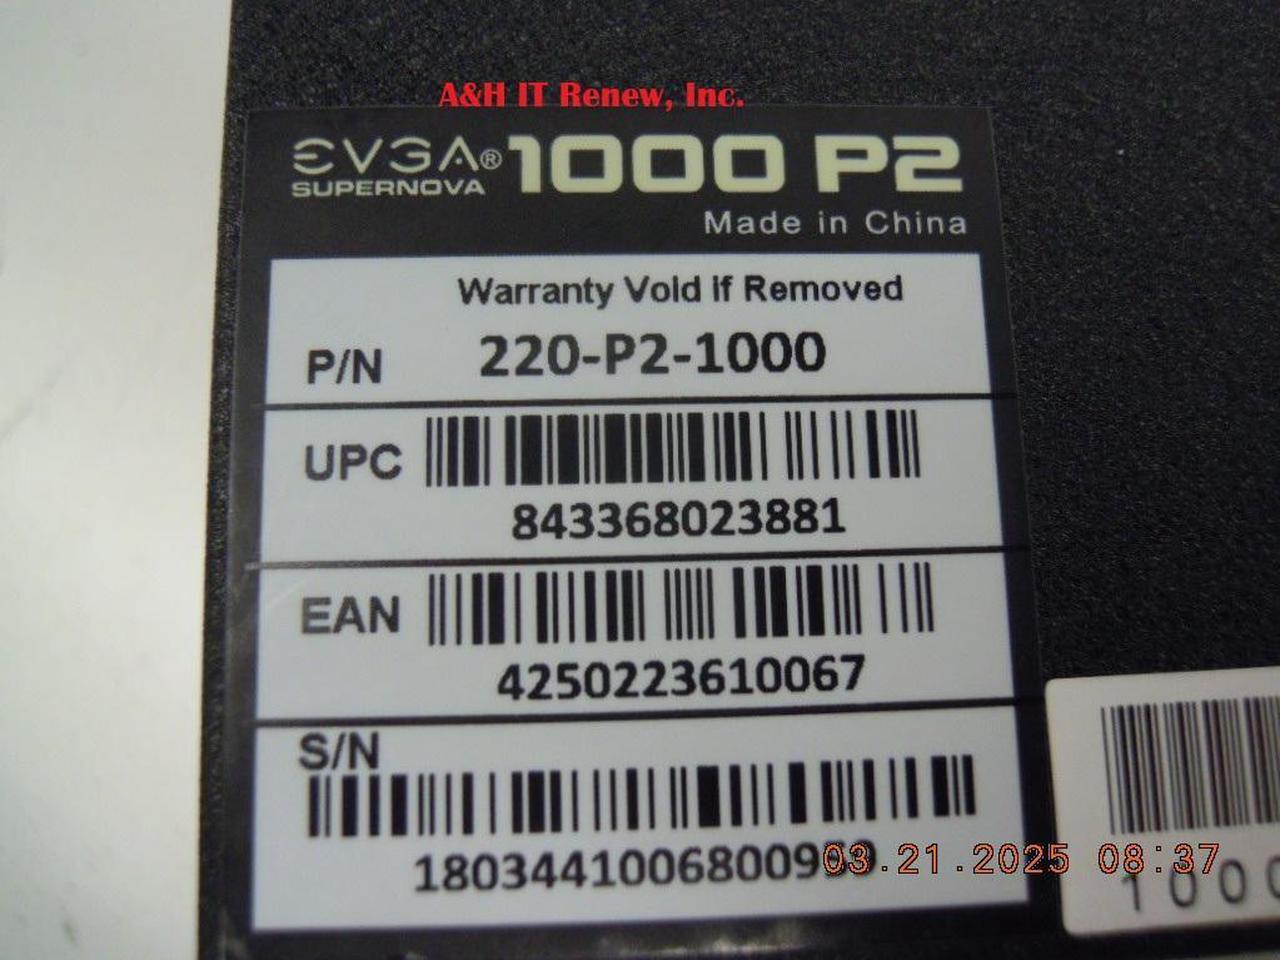 A&H IT Renew, Inc.
EVGA® 1000 P2
SUPERNOVA
Made in China
Warranty Void If Removed
P/N 220-P2-1000
UPC
843368023881
EAN
4250223610067
S/N
03.21.2025 08:37